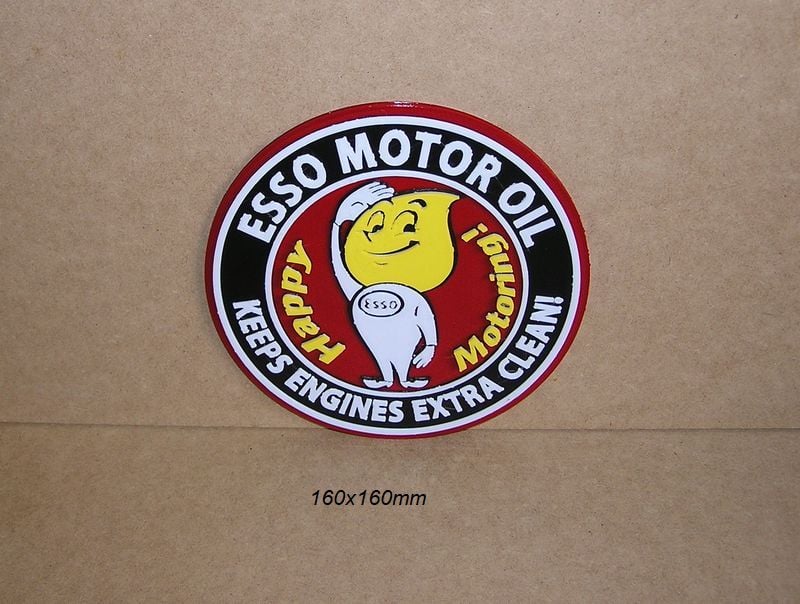 ESSO MOTOR OIL
Happy
Motoring!
ESSO
KEEPS ENGINES EXTRA CLEAN!
160x160mm